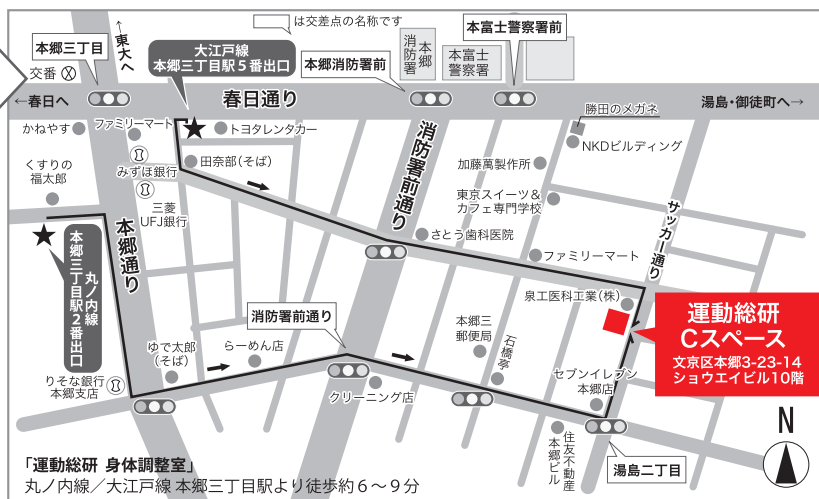 は交差点の名称です
←東大へ
本郷三丁目
交番
大江戸線
本郷三丁目駅5番出口
本郷消防署前
本郷
消防署
本富士
警察署
本富士警察署前
←春日へ
春日通り
湯島・御徒町へ→
かねやす
ファミリーマート
トヨタレンタカー
勝田のメガネ
NKDビルディング
くすりの
福太郎
みずほ銀行
田奈部(そば)
消防署前通り
加藤萬製作所
三菱
UFJ銀行
東京スイーツ&
カフェ専門学校
本郷通り
さとう歯科医院
ファミリーマート
サッカー通り
丸ノ内線
本郷三丁目駅2番出口
泉工医科工業(株)
運動総研
Cスペース
文京区本郷3-23-14
ショウエイビル10階
消防署前通り
ゆで太郎
(そば)
らーめん店
本郷三
郵便局
石橋亭
セブンイレブン
本郷店
りそな銀行
本郷支店
クリーニング店
住友不動産
本郷ビル
湯島二丁目
N
「運動総研 身体調整室」
丸ノ内線/大江戸線 本郷三丁目駅より徒歩約6~9分